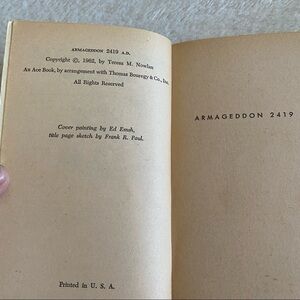 ARMAGEDDON 2419 A.D.
Copyright ©, 1962, by Teresa M. Nowlan
An Ace Book, by arrangement with Thomas Bouregy & Co., Inc.
All Rights Reserved
Cover painting by Ed Emsh,
title page sketch by Frank R. Paul.
Printed in U. S. A.
ARMAGEDDON 2419